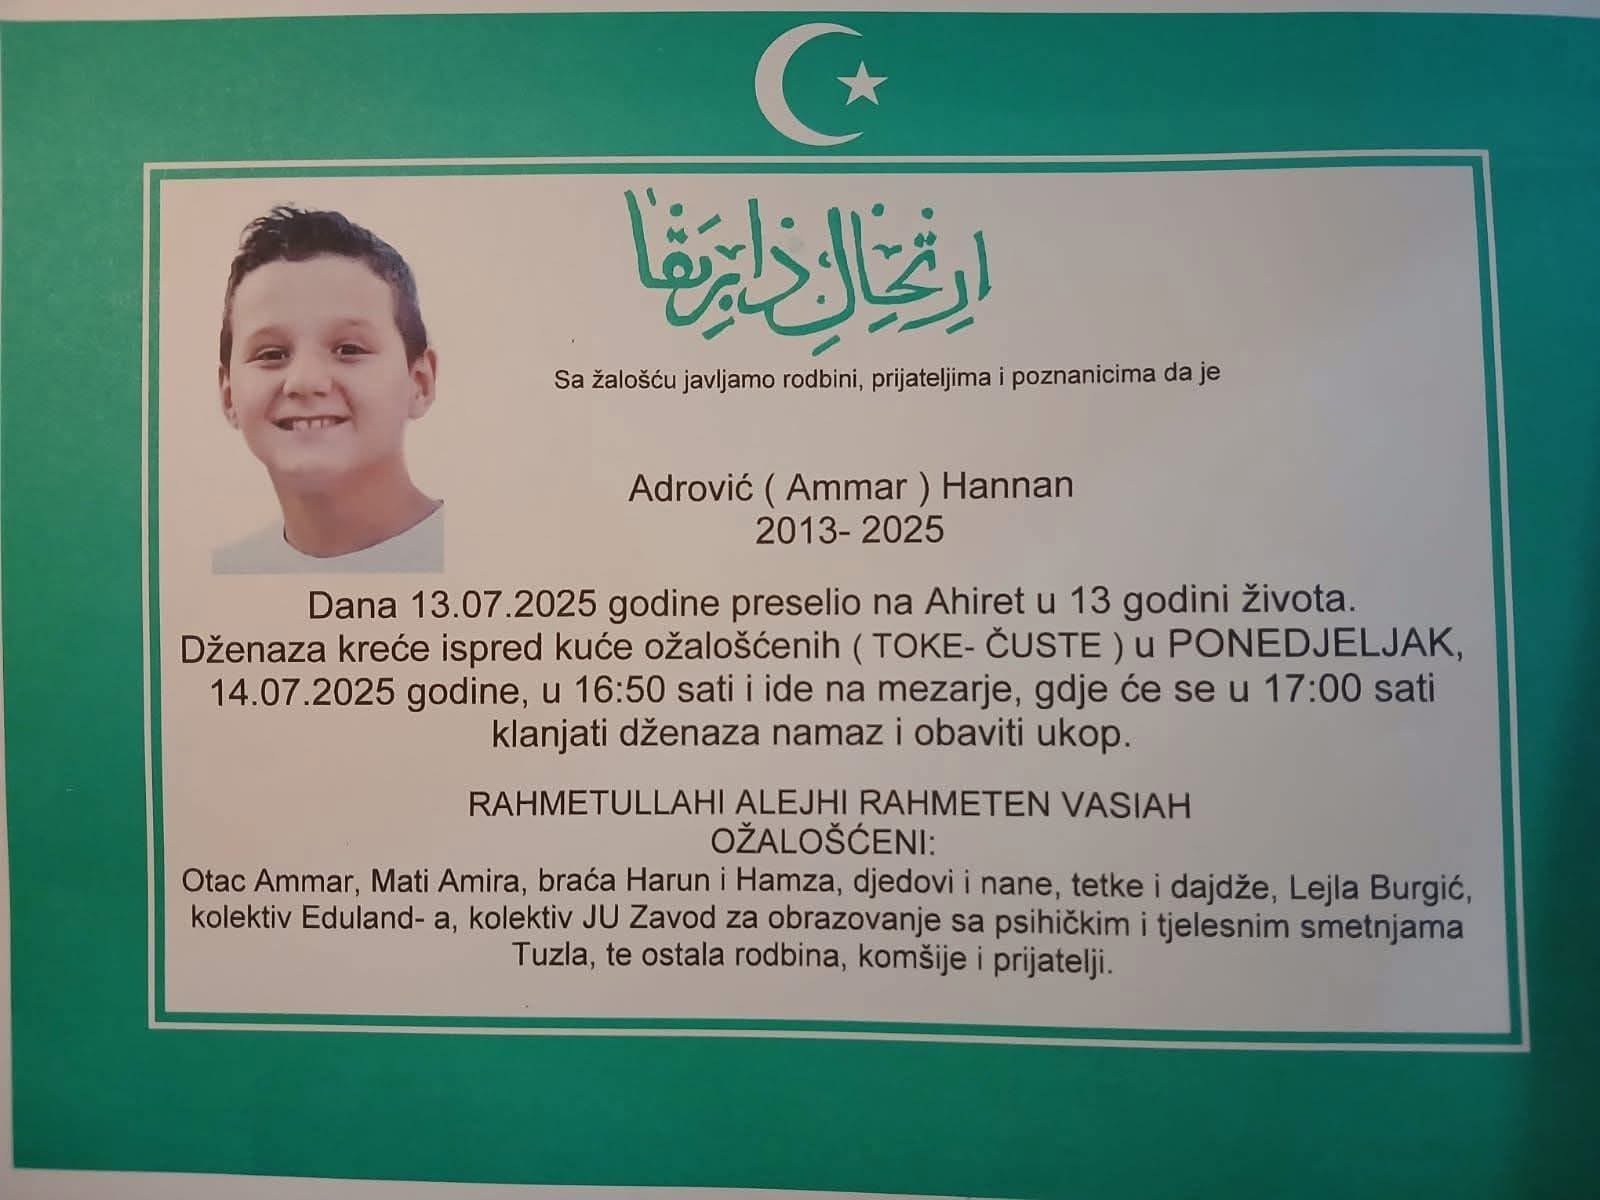 ارتحال دار بقا
Sa žalošću javljamo rodbini, prijateljima i poznanicima da je
Adrović ( Ammar ) Hannan
2013- 2025
Dana 13.07.2025 godine preselio na Ahiret u 13 godini života.
Dženaza kreće ispred kuće ožalošćenih ( TOKE- ČUSTE ) u PONEDJELJAK,
14.07.2025 godine, u 16:50 sati i ide na mezarje, gdje će se u 17:00 sati
klanjati dženaza namaz i obaviti ukop.
RAHMETULLAHI ALEJHI RAHMETEN VASIAH
OŽALOŠĆENI:
Otac Ammar, Mati Amira, braća Harun i Hamza, djedovi i nane, tetke i dajdže, Lejla Burgić,
kolektiv Eduland- a, kolektiv JU Zavod za obrazovanje sa psihičkim i tjelesnim smetnjama
Tuzla, te ostala rodbina, komšije i prijatelji.